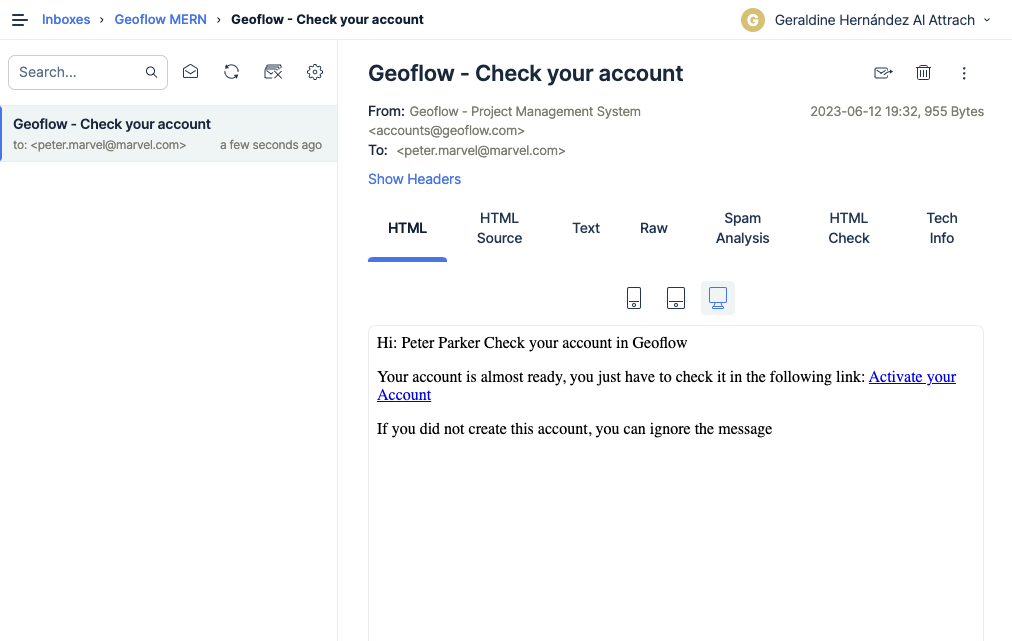 Inboxes › Geoflow MERN › Geoflow - Check your account
G Geraldine Hernández Al Attrach
Search...
Geoflow - Check your account
to: <peter.marvel@marvel.com> a few seconds ago
Geoflow - Check your account
From: Geoflow - Project Management System
<accounts@geoflow.com>
2023-06-12 19:32, 955 Bytes
To: <peter.marvel@marvel.com>
Show Headers
HTML
HTML
Source
Text
Raw
Spam
Analysis
HTML
Check
Tech
Info
Hi: Peter Parker Check your account in Geoflow
Your account is almost ready, you just have to check it in the following link: Activate your
Account
If you did not create this account, you can ignore the message